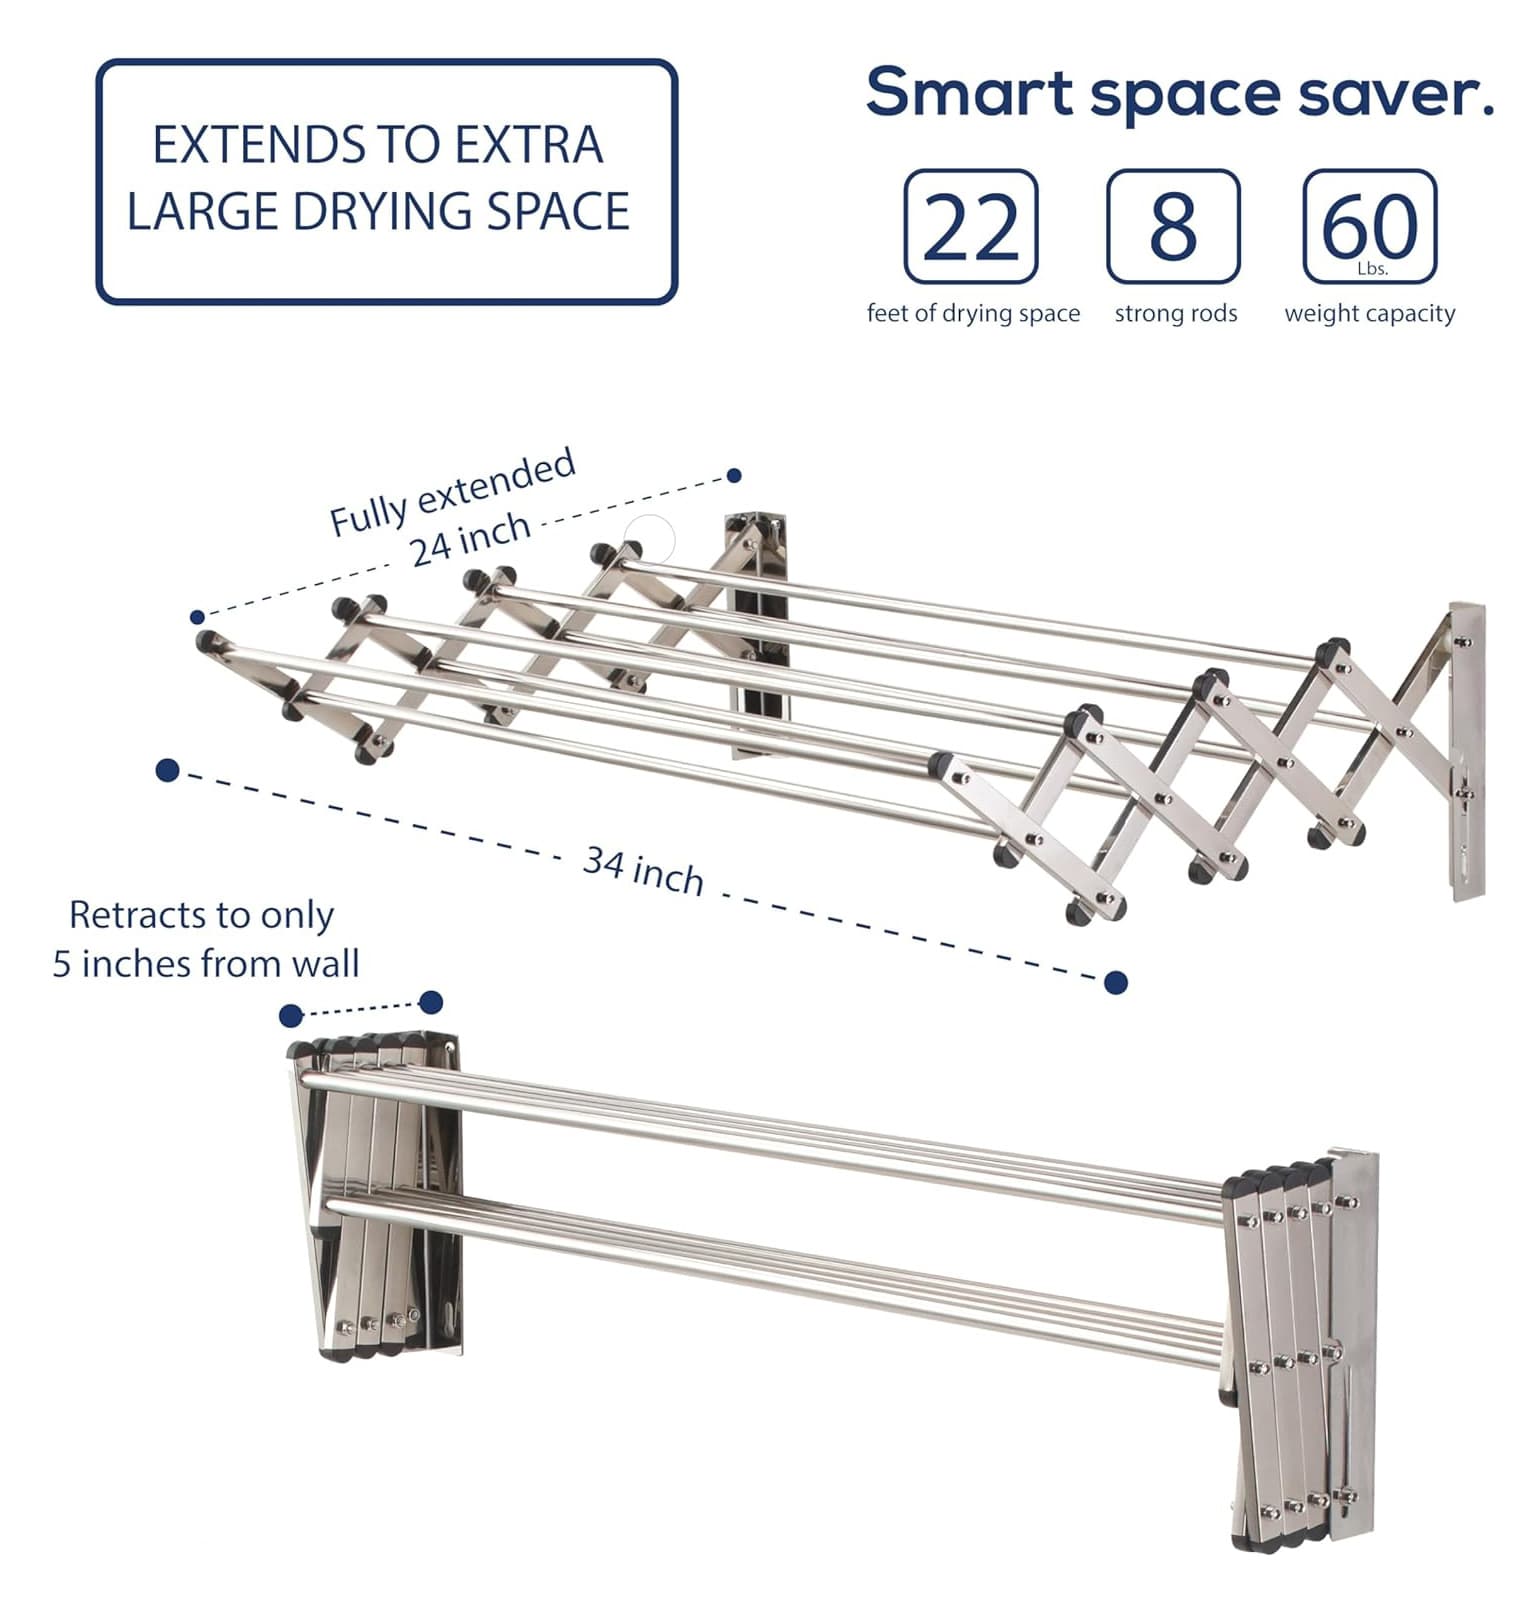 EXTENDS TO EXTRA
LARGE DRYING SPACE
Smart space saver.
22
feet of drying space
8
strong rods
60
Lbs.
weight capacity
Fully extended
24 inch
34 inch
Retracts to only
5 inches from wall